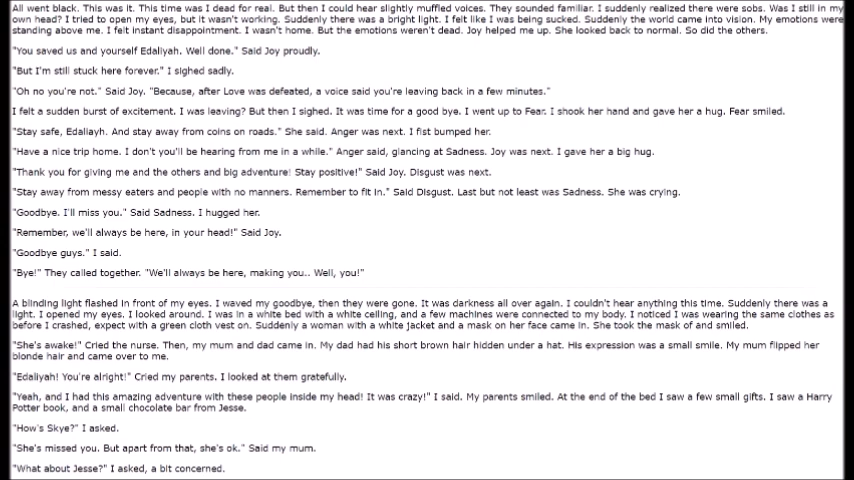 All went black. This was it. This time was I dead for real. But then I could hear slightly muffled voices. They sounded familiar. I suddenly realized there were sobs. Was I still in my
own head? I tried to open my eyes, but it wasn't working. Suddenly there was a bright light. I felt like I was being sucked. Suddenly the world came into vision. My emotions were
standing above me. I felt instant disappointment. I wasn't home. But the emotions weren't dead. Joy helped me up. She looked back to normal. So did the others.
"You saved us and yourself Edaliyah. Well done." Said Joy proudly.
"But I'm still stuck here forever." I sighed sadly.
"Oh no you're not." Said Joy. "Because, after Love was defeated, a voice said you're leaving back in a few minutes."
I felt a sudden burst of excitement. I was leaving? But then I sighed. It was time for a good bye. I went up to Fear. I shook her hand and gave her a hug. Fear smiled.
"Stay safe, Edaliayh. And stay away from coins on roads." She said. Anger was next. I fist bumped her.
"Have a nice trip home. I don't you'll be hearing from me in a while." Anger said, glancing at Sadness. Joy was next. I gave her a big hug.
"Thank you for giving me and the others and big adventure! Stay positive!" Said Joy. Disgust was next.
"Stay away from messy eaters and people with no manners. Remember to fit in." Said Disgust. Last but not least was Sadness. She was crying.
"Goodbye. I'll miss you." Said Sadness. I hugged her.
"Remember, we'll always be here, in your head!" Said Joy.
"Goodbye guys." I said.
"Bye!" They called together. "We'll always be here, making you.. Well, you!"
A blinding light flashed in front of my eyes. I waved my goodbye, then they were gone. It was darkness all over again. I couldn't hear anything this time. Suddenly there was a
light. I opened my eyes. I looked around. I was in a white bed with a white ceiling, and a few machines were connected to my body. I noticed I was wearing the same clothes as
before I crashed, expect with a green cloth vest on. Suddenly a woman with a white jacket and a mask on her face came in. She took the mask of and smiled.
"She's awake!" Cried the nurse. Then, my mum and dad came in. My dad had his short brown hair hidden under a hat. His expression was a small smile. My mum flipped her
blonde hair and came over to me.
"Edaliyah! You're alright!" Cried my parents. I looked at them gratefully.
"Yeah, and I had this amazing adventure with these people inside my head! It was crazy!" I said. My parents smiled. At the end of the bed I saw a few small gifts. I saw a Harry
Potter book, and a small chocolate bar from Jesse.
"How's Skye?" I asked.
"She's missed you. But apart from that, she's ok." Said my mum.
"What about Jesse?" I asked, a bit concerned.